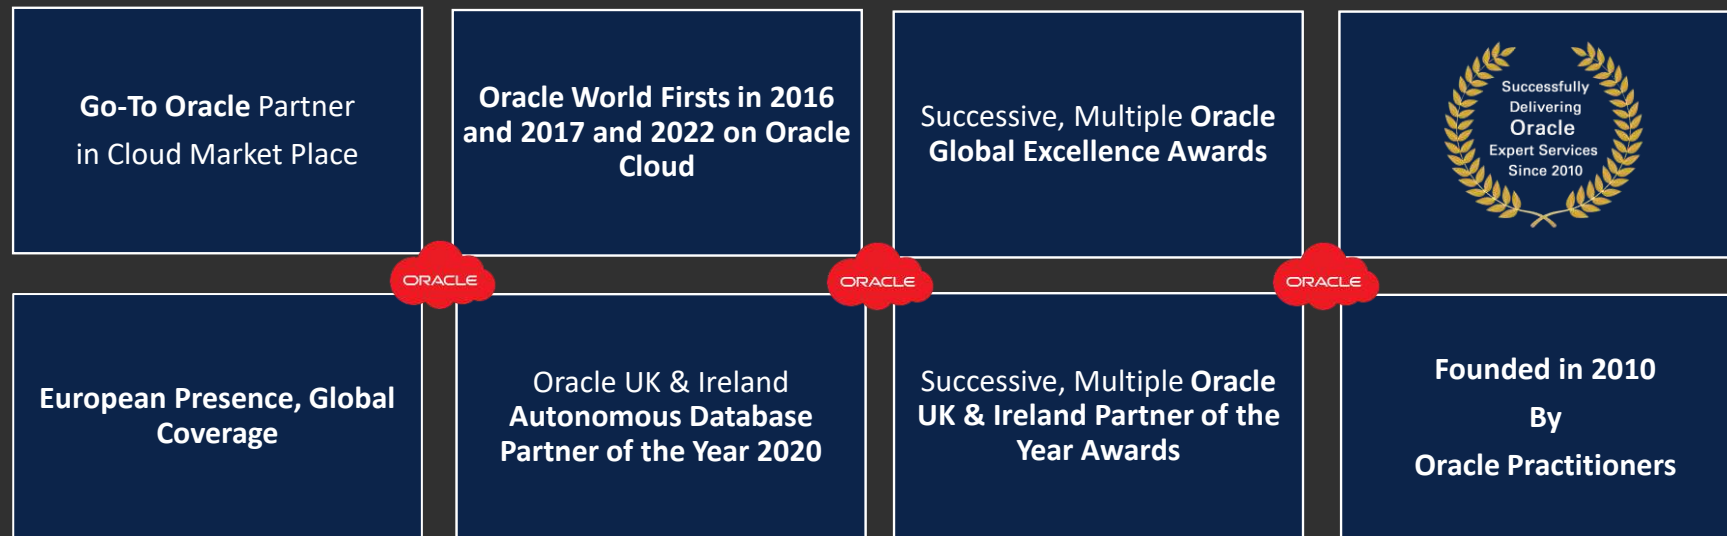 Go-To Oracle Partner
in Cloud Market Place
Oracle World Firsts in 2016
and 2017 and 2022 on Oracle
Cloud
Successive, Multiple Oracle
Global Excellence Awards
Successfully
Delivering
Oracle
Expert Services
Since 2010
ORACLE
ORACLE
ORACLE
European Presence, Global
Coverage
Oracle UK & Ireland
Autonomous Database
Partner of the Year 2020
Successive, Multiple Oracle
UK & Ireland Partner of the
Year Awards
Founded in 2010
By
Oracle Practitioners